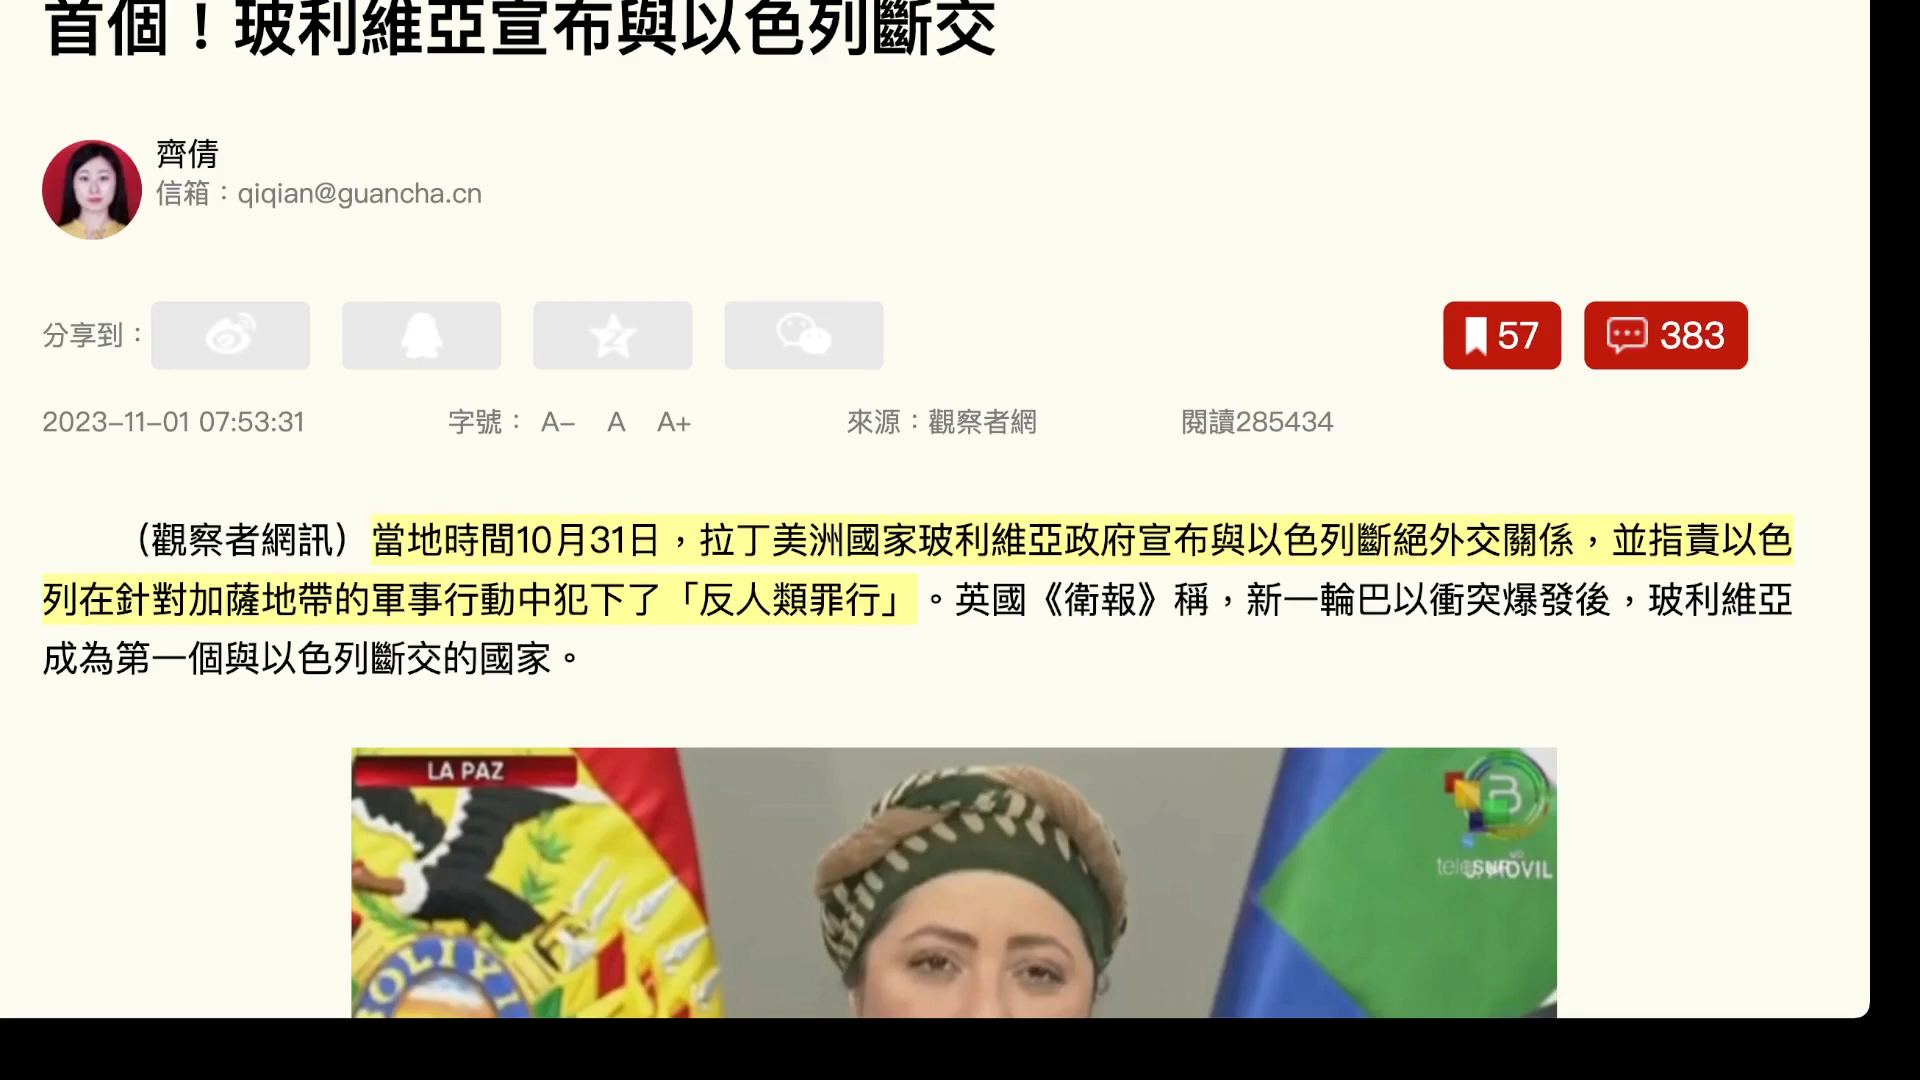 首個！玻利維亞宣布與以色列斷交
齊倩
信箱：qiqian@guancha.cn
分享到：
57
383
2023-11-01 07:53:31 字號： A- A A+ 來源：觀察者網 閱讀285434
（觀察者網訊）當地時間10月31日，拉丁美洲國家玻利維亞政府宣布與以色列斷絕外交關係，並指責以色
列在針對加薩地帶的軍事行動中犯下了「反人類罪行」。英國《衛報》稱，新一輪巴以衝突爆發後，玻利維亞
成為第一個與以色列斷交的國家。
LA PAZ